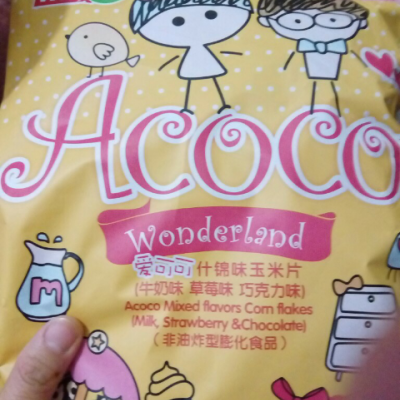 Acoco
Wonderland
爱可可 什锦味玉米片
(牛奶味 草莓味 巧克力味)
Acoco Mixed flavors Corn flakes
(Milk, Strawberry &Chocolate)
(非油炸型膨化食品)
m